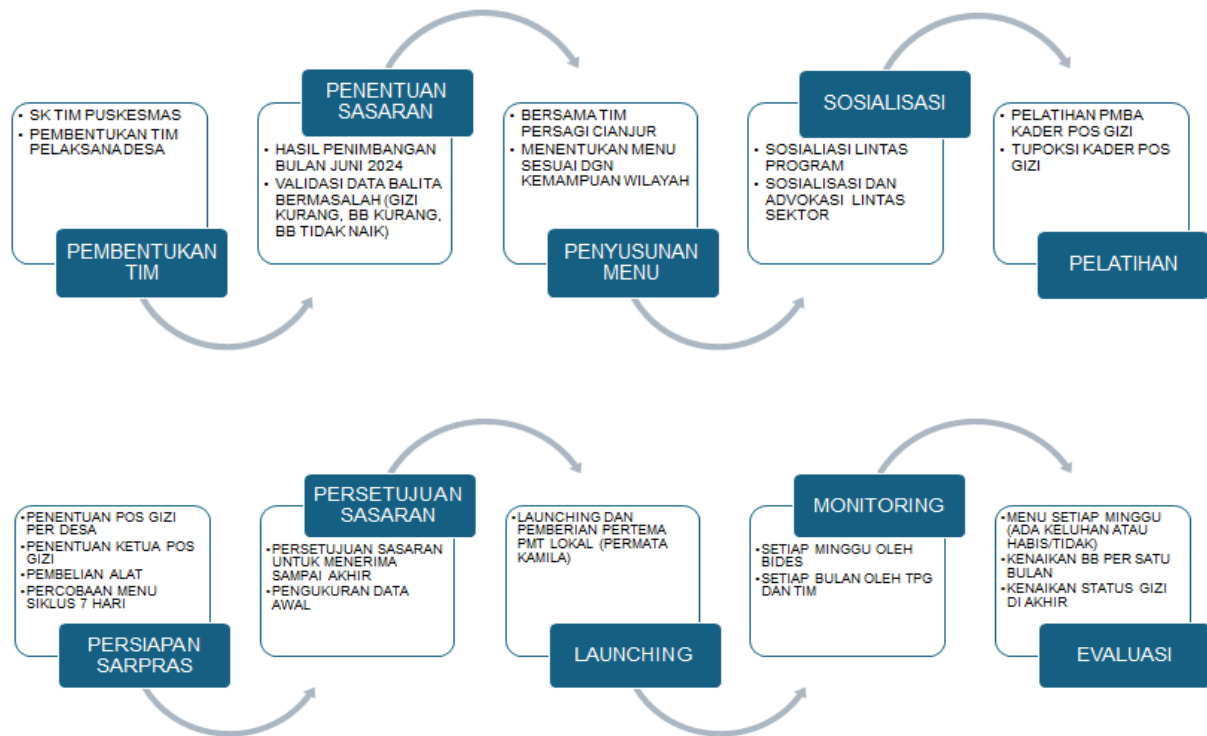 • SK TIM PUSKESMAS
• PEMBENTUKAN TIM
PELAKSANA DESA
PEMBENTUKAN
TIM
PENENTUAN
SASARAN
• HASIL PENIMBANGAN
BULAN JUNI 2024
• VALIDASI DATA BALITA
BERMASALAH (GIZI
KURANG, BB KURANG,
BB TIDAK NAIK)
• BERSAMA TIM
PERSAGI CIANJUR
• MENENTUKAN MENU
SESUAI DGN
KEMAMPUAN WILAYAH
PENYUSUNAN
MENU
SOSIALISASI
• SOSIALIASI LINTAS
PROGRAM
• SOSIALISASI DAN
ADVOKASI LINTAS
SEKTOR
• PELATIHAN PMBA
KADER POS GIZI
• TUPOKSI KADER POS
GIZI
PELATIHAN
•PENENTUAN POS GIZI
PER DESA
•PENENTUAN KETUA POS
GIZI
•PEMBELIAN ALAT
•PERCOBAAN MENU
SIKLUS 7 HARI
PERSIAPAN
SARPRAS
PERSETUJUAN
SASARAN
•PERSETUJUAN SASARAN
UNTUK MENERIMA
SAMPAI AKHIR
•PENGUKURAN DATA
AWAL
•LAUNCHING DAN
PEMBERIAN PERTEMA
PMT LOKAL (PERMATA
KAMILA)
LAUNCHING
MONITORING
•SETIAP MINGGU OLEH
BIDES
•SETIAP BULAN OLEH TPG
DAN TIM
•MENU SETIAP MINGGU
(ADA KELUHAN ATAU
HABIS/TIDAK)
•KENAIKAN BB PER SATU
BULAN
•KENAIKAN STATUS GIZI
DI AKHIR
EVALUASI